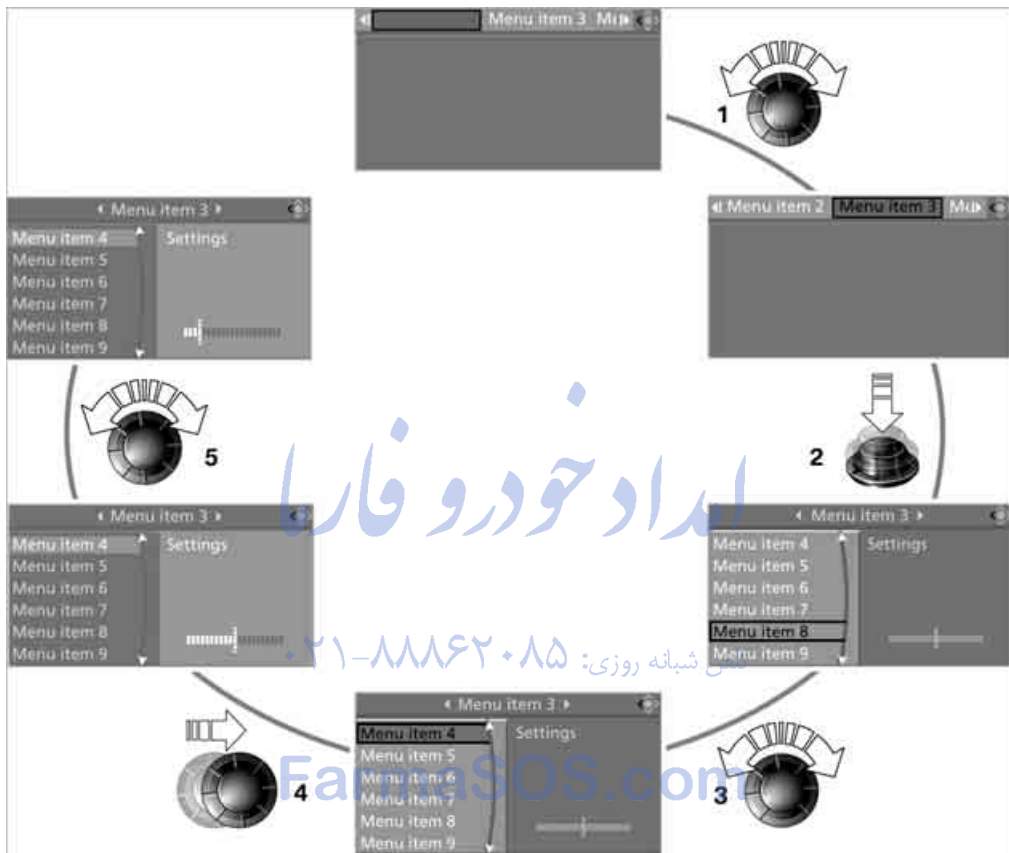 Menu item 3
1
Menu item 3
Menu item 4
Menu item 5
Menu item 6
Menu item 7
Menu item 8
Menu item 9
Settings
Menu item 2 Menu item 3
5
2
امداد خودرو فارما
Menu item 3
Menu item 4
Menu item 5
Menu item 6
Menu item 7
Menu item 8
Menu item 9
Settings
Menu item 3
Menu item 4
Menu item 5
Menu item 6
Menu item 7
Menu item 8
Menu item 9
Settings
تلفن شبانه روزی: ۰۲۱-۸۸۸۶۲۰۸۵
4
Menu item 3
Menu item 4
Menu item 5
Menu item 6
Menu item 7
Menu item 8
Menu item 9
Settings
FarmaSOS.com
3